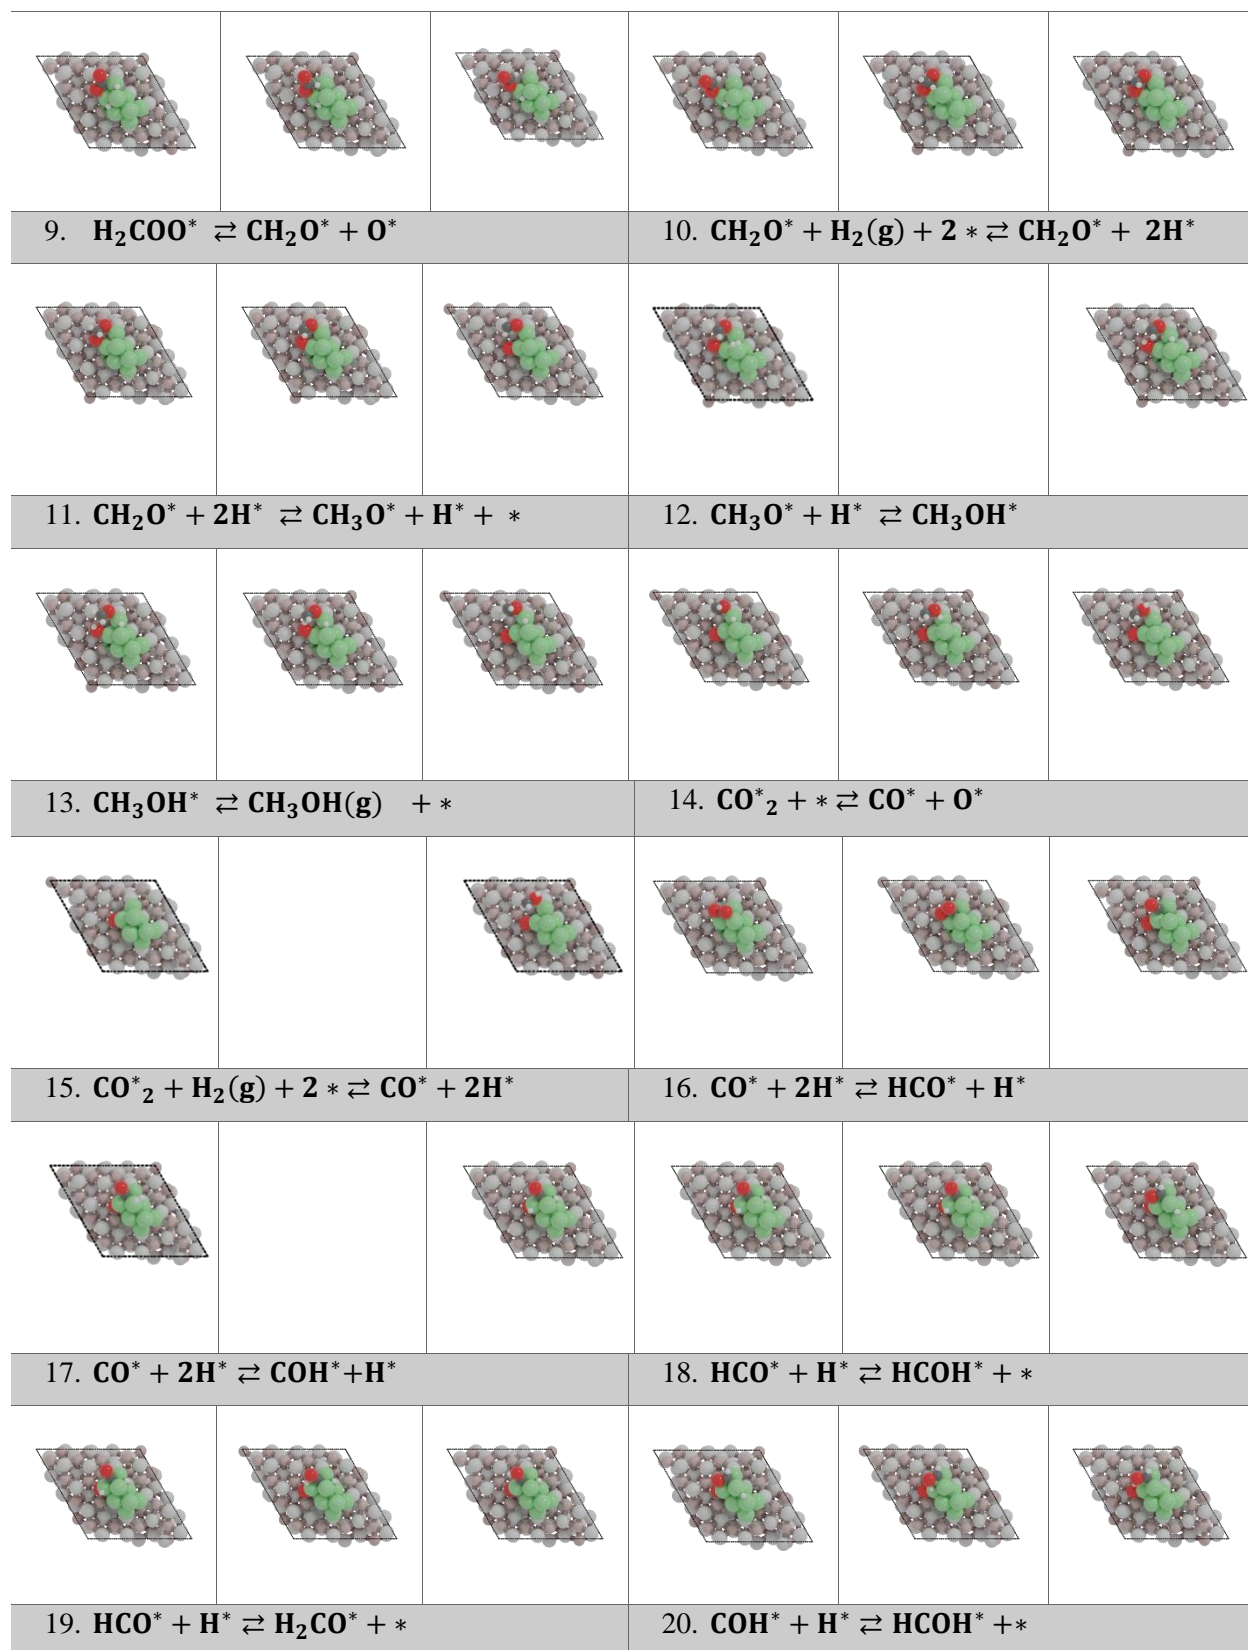 9. H₂COO* ⇄ CH₂O* + O*
10. CH₂O* + H₂(g) + 2 * ⇄ CH₂O* + 2H*
11. CH₂O* + 2H* ⇄ CH₃O* + H* + *
12. CH₃O* + H* ⇄ CH₃OH*
13. CH₃OH* ⇄ CH₃OH(g) + *
14. CO*₂ + * ⇄ CO* + O*
15. CO*₂ + H₂(g) + 2 * ⇄ CO* + 2H*
16. CO* + 2H* ⇄ HCO* + H*
17. CO* + 2H* ⇄ COH*+H*
18. HCO* + H* ⇄ HCOH* + *
19. HCO* + H* ⇄ H₂CO* + *
20. COH* + H* ⇄ HCOH* +*